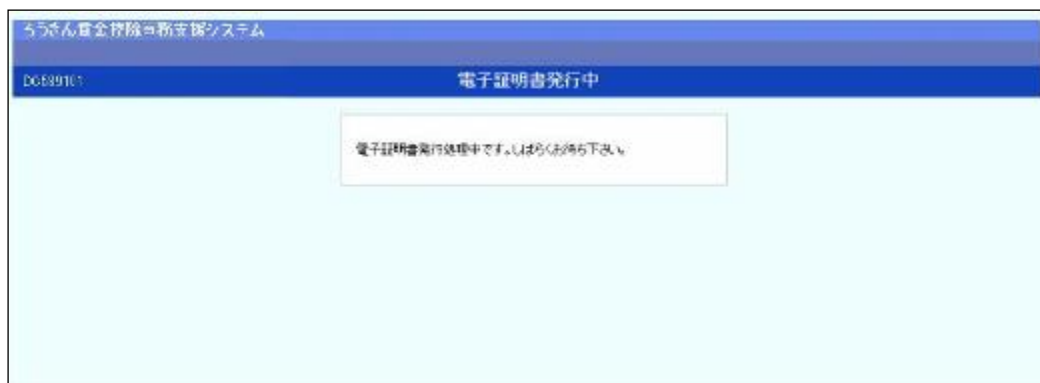 ろうきん賃金控除事務支援システム
電子証明書発行中
電子証明書発行処理中です。しばらくお待ち下さい。